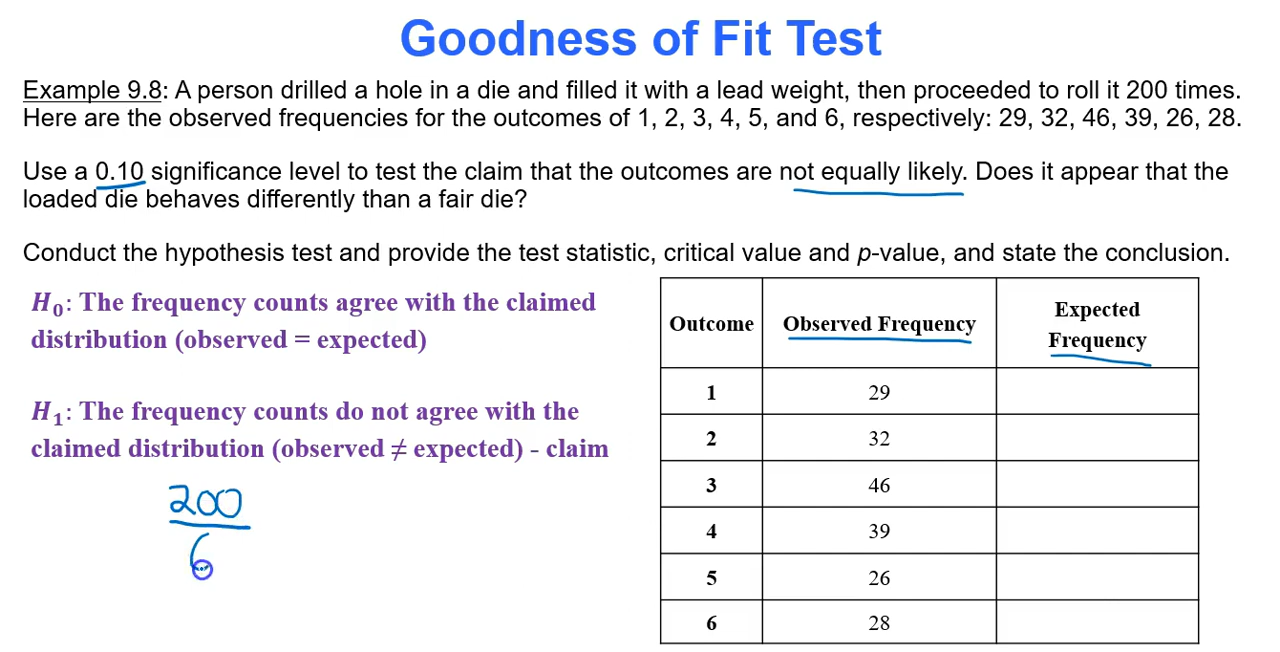 Goodness of Fit Test
Example 9.8: A person drilled a hole in a die and filled it with a lead weight, then proceeded to roll it 200 times.
Here are the observed frequencies for the outcomes of 1, 2, 3, 4, 5, and 6, respectively: 29, 32, 46, 39, 26, 28.
Use a 0.10 significance level to test the claim that the outcomes are not equally likely. Does it appear that the
loaded die behaves differently than a fair die?
Conduct the hypothesis test and provide the test statistic, critical value and p-value, and state the conclusion.
H₀: The frequency counts agree with the claimed
distribution (observed = expected)
H₁: The frequency counts do not agree with the
claimed distribution (observed ≠ expected) - claim
200
6
Outcome Observed Frequency Expected
Frequency
1 29
2 32
3 46
4 39
5 26
6 28